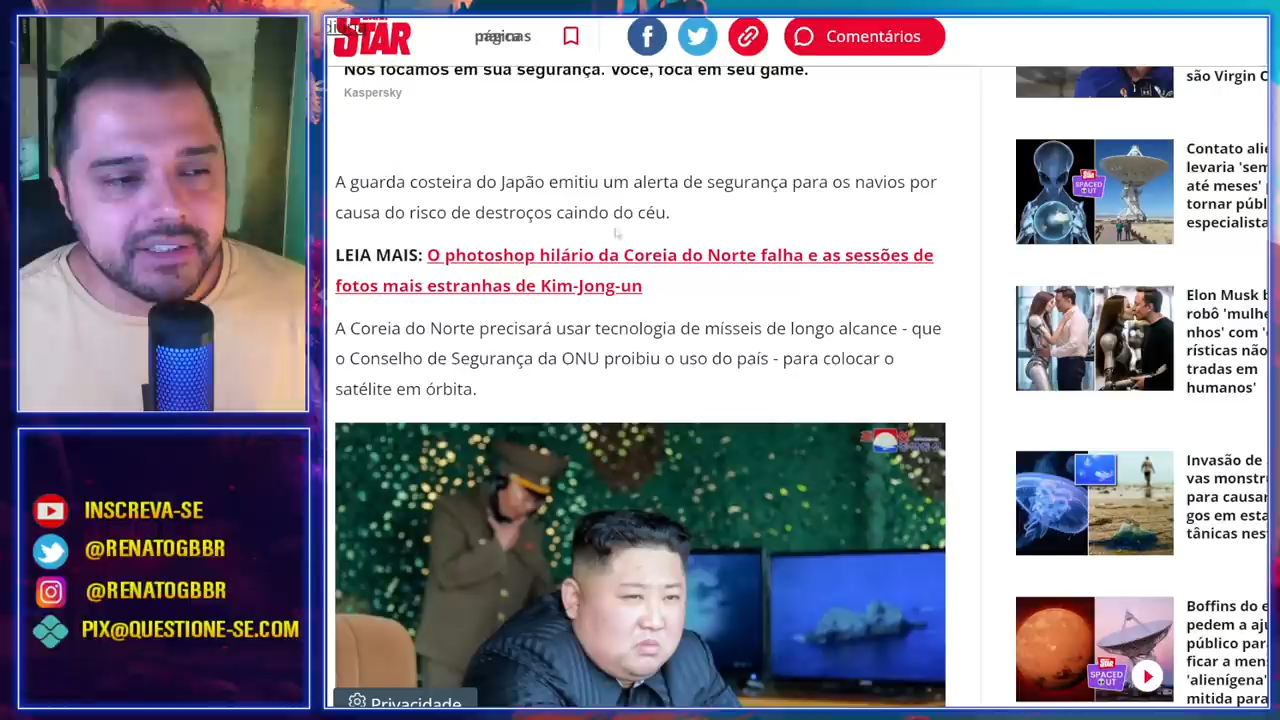 STAR
Comentários
Nós focamos em sua segurança. Você, foca em seu game.
Kaspersky
A guarda costeira do Japão emitiu um alerta de segurança para os navios por
causa do risco de destroços caindo do céu.
LEIA MAIS: O photoshop hilário da Coreia do Norte falha e as sessões de
fotos mais estranhas de Kim-Jong-un
A Coreia do Norte precisará usar tecnologia de mísseis de longo alcance - que
o Conselho de Segurança da ONU proibiu o uso do país - para colocar o
satélite em órbita.
Privacidade
são Virgin
Contato
levaria 'sem
até meses'
tornar
especialista
SPACED OUT
Elon Musk
robô 'mulhe
nhos' com
rísticas não
tradas em
humanos'
Invasão de
vas monstr
para causar
gos em esta
tânicas nes
Boffins do e
pedem a aju
público par
ficar a men
'alienígena'
mitida para
STAR
SPACED OUT
INSCREVA-SE
@RENATOGBBR
@RENATOGBBR
PIX@QUESTIONE-SE.COM